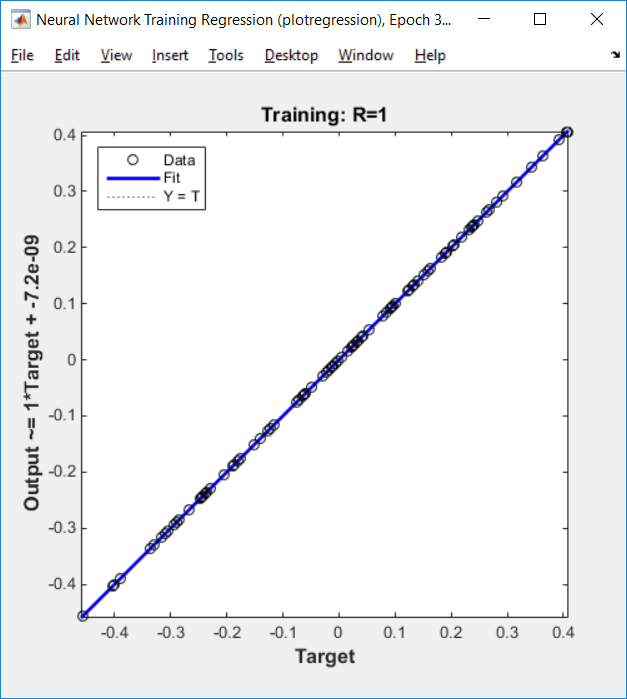 Neural Network Training Regression (plotregression), Epoch 3...
File Edit View Insert Tools Desktop Window Help
Training: R=1
Data
Fit
Y = T
Output ~= 1*Target + -7.2e-09
0.4
0.3
0.2
0.1
0
-0.1
-0.2
-0.3
-0.4
-0.4 -0.3 -0.2 -0.1 0 0.1 0.2 0.3 0.4
Target